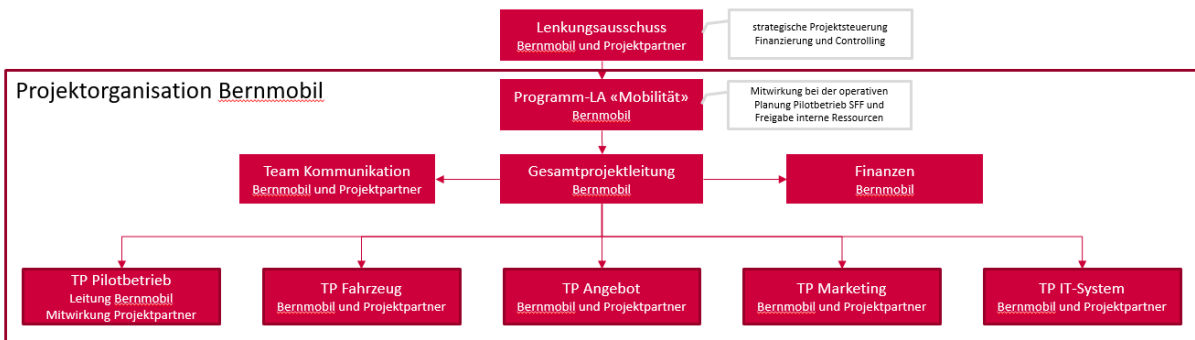 Lenkungsausschuss
Bernmobil und Projektpartner
strategische Projektsteuerung
Finanzierung und Controlling
Projektorganisation Bernmobil
Programm-LA «Mobilität»
Bernmobil
Mitwirkung bei der operativen
Planung Pilotbetrieb SFF und
Freigabe interne Ressourcen
Team Kommunikation
Bernmobil und Projektpartner
Gesamtprojektleitung
Bernmobil
Finanzen
Bernmobil
TP Pilotbetrieb
Leitung Bernmobil
Mitwirkung Projektpartner
TP Fahrzeug
Bernmobil und Projektpartner
TP Angebot
Bernmobil und Projektpartner
TP Marketing
Bernmobil und Projektpartner
TP IT-System
Bernmobil und Projektpartner